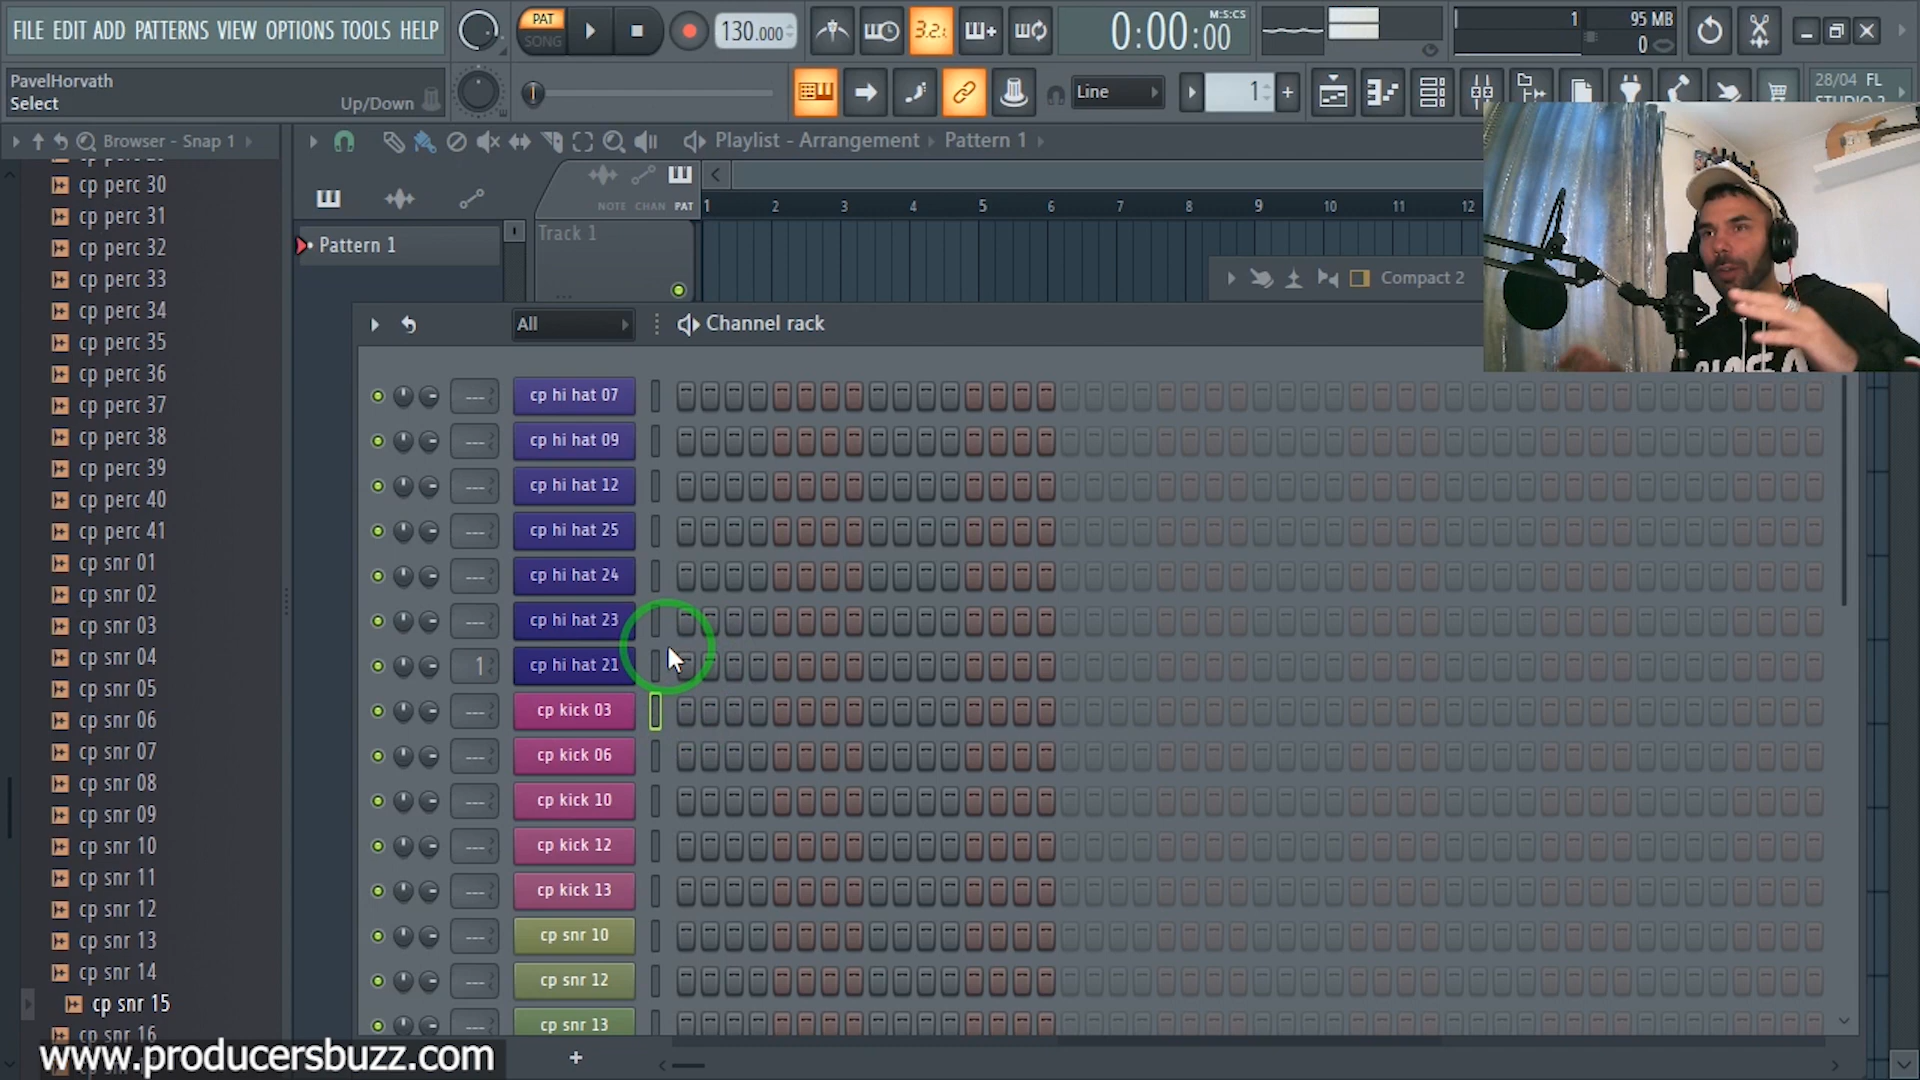 FILE EDIT ADD PATTERNS VIEW OPTIONS TOOLS HELP
PAT
SONG
130.000
3.2.
0:00:00
M:S:CS
1
95 MB
0
PavelHorvath
Select
Up/Down
Line
1
28/04 FL
Browser - Snap 1
Playlist - Arrangement
Pattern 1
NOTE CHAN PAT
1 2 3 4 5 6 7 8 9 10 11 12
Pattern 1
Track 1
Compact 2
All
Channel rack
cp perc 30
cp perc 31
cp perc 32
cp perc 33
cp perc 34
cp perc 35
cp perc 36
cp perc 37
cp perc 38
cp perc 39
cp perc 40
cp perc 41
cp snr 01
cp snr 02
cp snr 03
cp snr 04
cp snr 05
cp snr 06
cp snr 07
cp snr 08
cp snr 09
cp snr 10
cp snr 11
cp snr 12
cp snr 13
cp snr 14
cp snr 15
cp snr 16
cp hi hat 07
cp hi hat 09
cp hi hat 12
cp hi hat 25
cp hi hat 24
cp hi hat 23
1
cp hi hat 21
cp kick 03
cp kick 06
cp kick 10
cp kick 12
cp kick 13
cp snr 10
cp snr 12
cp snr 13
www.producersbuzz.com